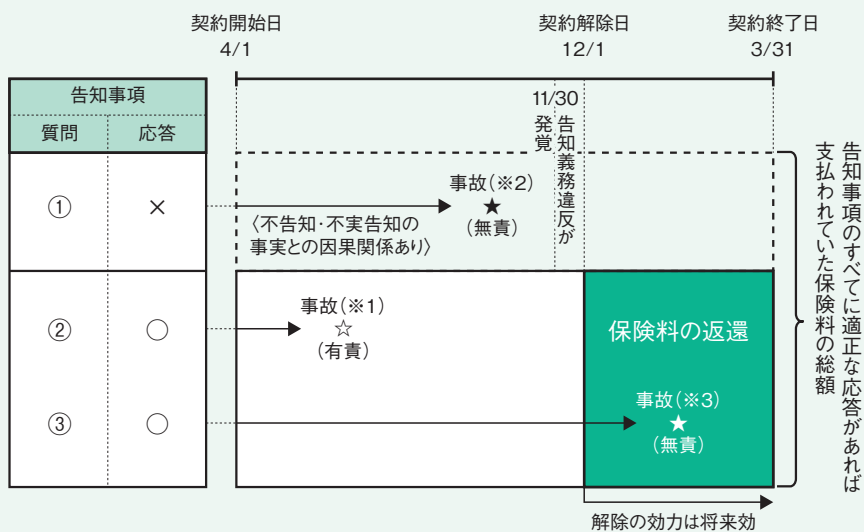 契約開始日
4/1
契約解除日
12/1
契約終了日
3/31
告知事項
質問
応答
11/30
告知義務違反が
発覚
①
×
事故(※2)
★
(無責)
〈不告知・不実告知の
事実との因果関係あり〉
②
○
事故(※1)
☆
(有責)
保険料の返還
③
○
事故(※3)
★
(無責)
告知事項のすべてに適正な応答があれば
支払われていた保険料の総額
解除の効力は将来効